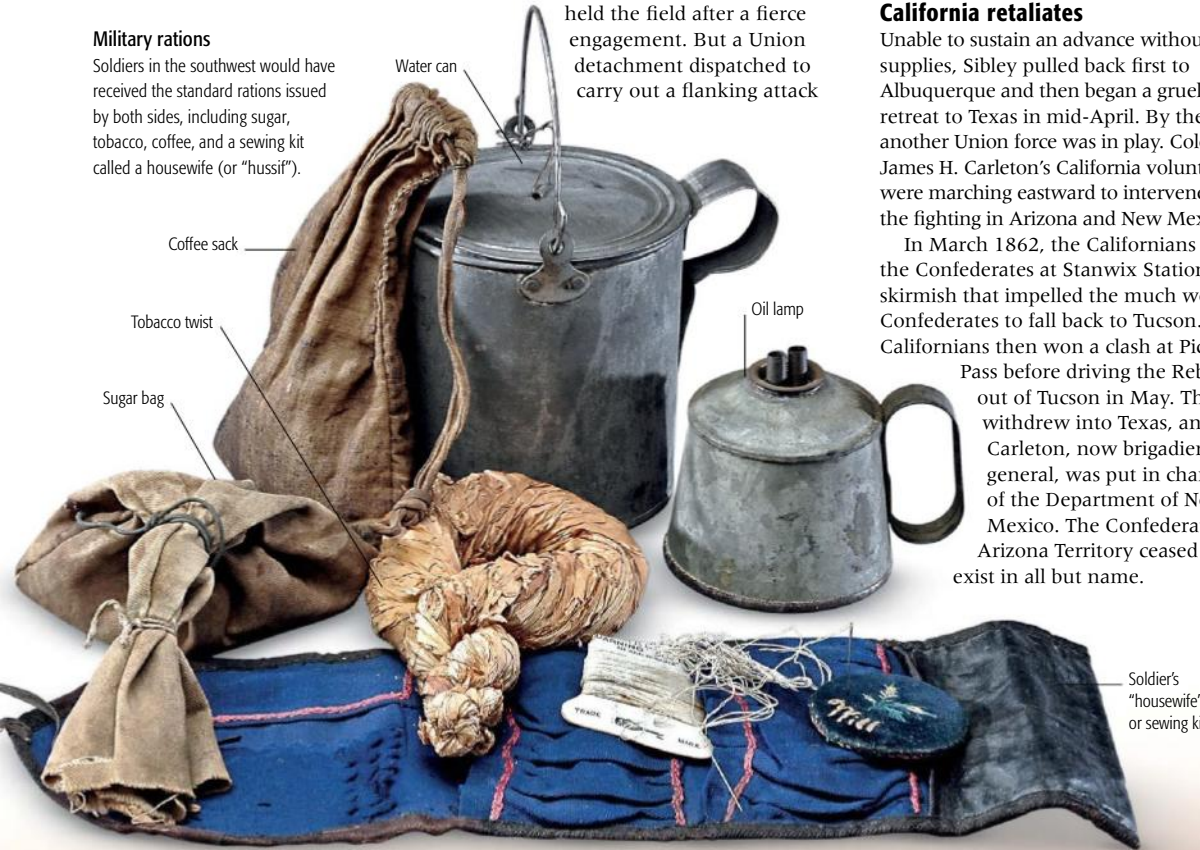 Military rations
Soldiers in the southwest would have
received the standard rations issued
by both sides, including sugar,
tobacco, coffee, and a sewing kit
called a housewife (or “hussif”).
Water can
Coffee sack
Tobacco twist
Sugar bag
held the field after a fierce
engagement. But a Union
detachment dispatched to
carry out a flanking attack
Oil lamp
California retaliates
Unable to sustain an advance withou
supplies, Sibley pulled back first to
Albuquerque and then began a gruel
retreat to Texas in mid-April. By the
another Union force was in play. Col
James H. Carleton’s California volunt
were marching eastward to intervene
the fighting in Arizona and New Mex
In March 1862, the Californians
the Confederates at Stanwix Station
skirmish that impelled the much we
Confederates to fall back to Tucson.
Californians then won a clash at Pic
Pass before driving the Reb
out of Tucson in May. Th
withdrew into Texas, an
Carleton, now brigadier
general, was put in char
of the Department of N
Mexico. The Confedera
Arizona Territory ceased
exist in all but name.
TRADE MARK
Soldier’s
“housewife”
or sewing ki